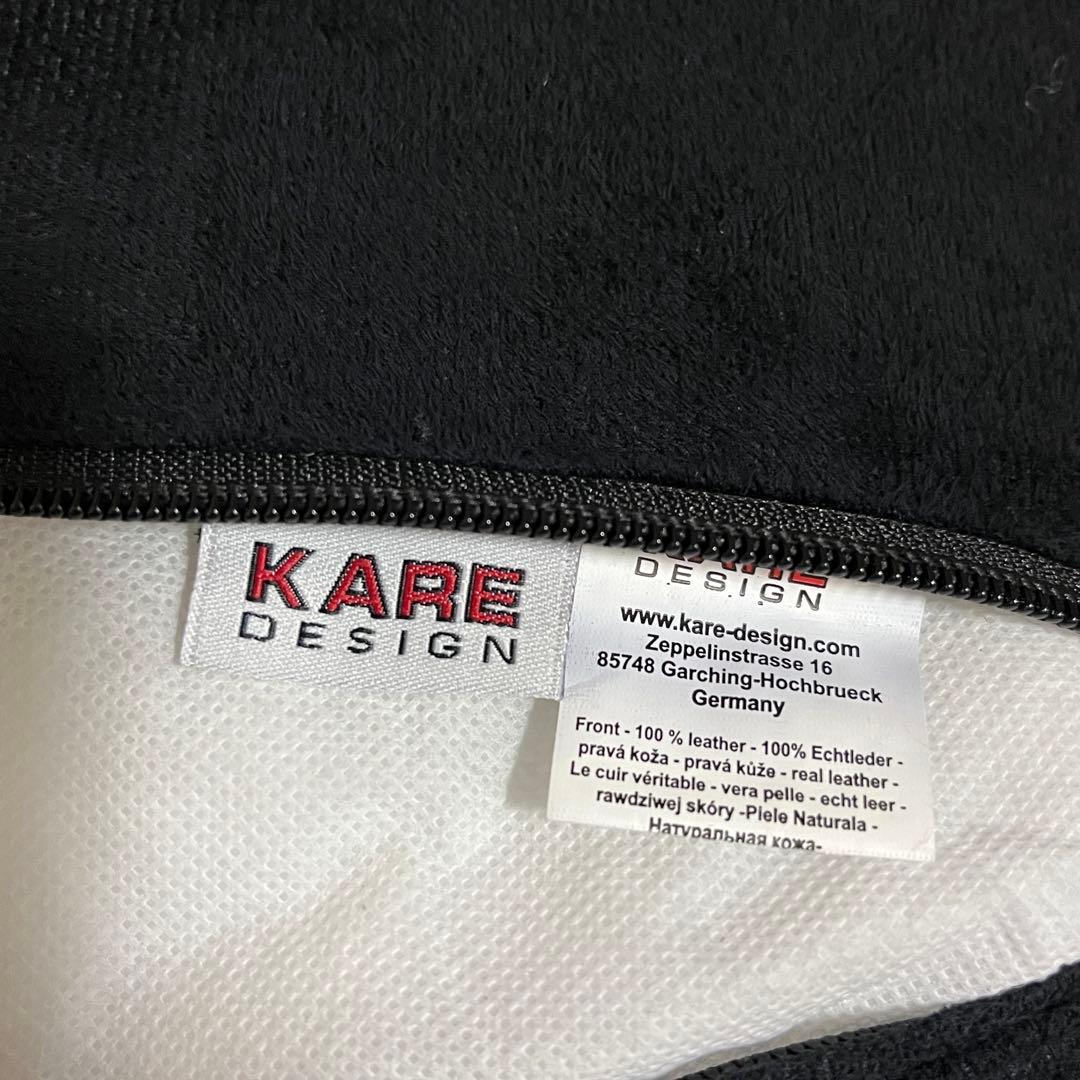 KARE
DESIGN
KARE
DESIGN
www.kare-design.com
Zeppelinstrasse 16
85748 Garching-Hochbrueck
Germany
Front - 100 % leather - 100% Echtleder -
pravá koža - pravá kůže - real leather -
Le cuir véritable - vera pelle - echt leer -
rawdziwej skóry -Piele Naturala -
Натуральная кожа-